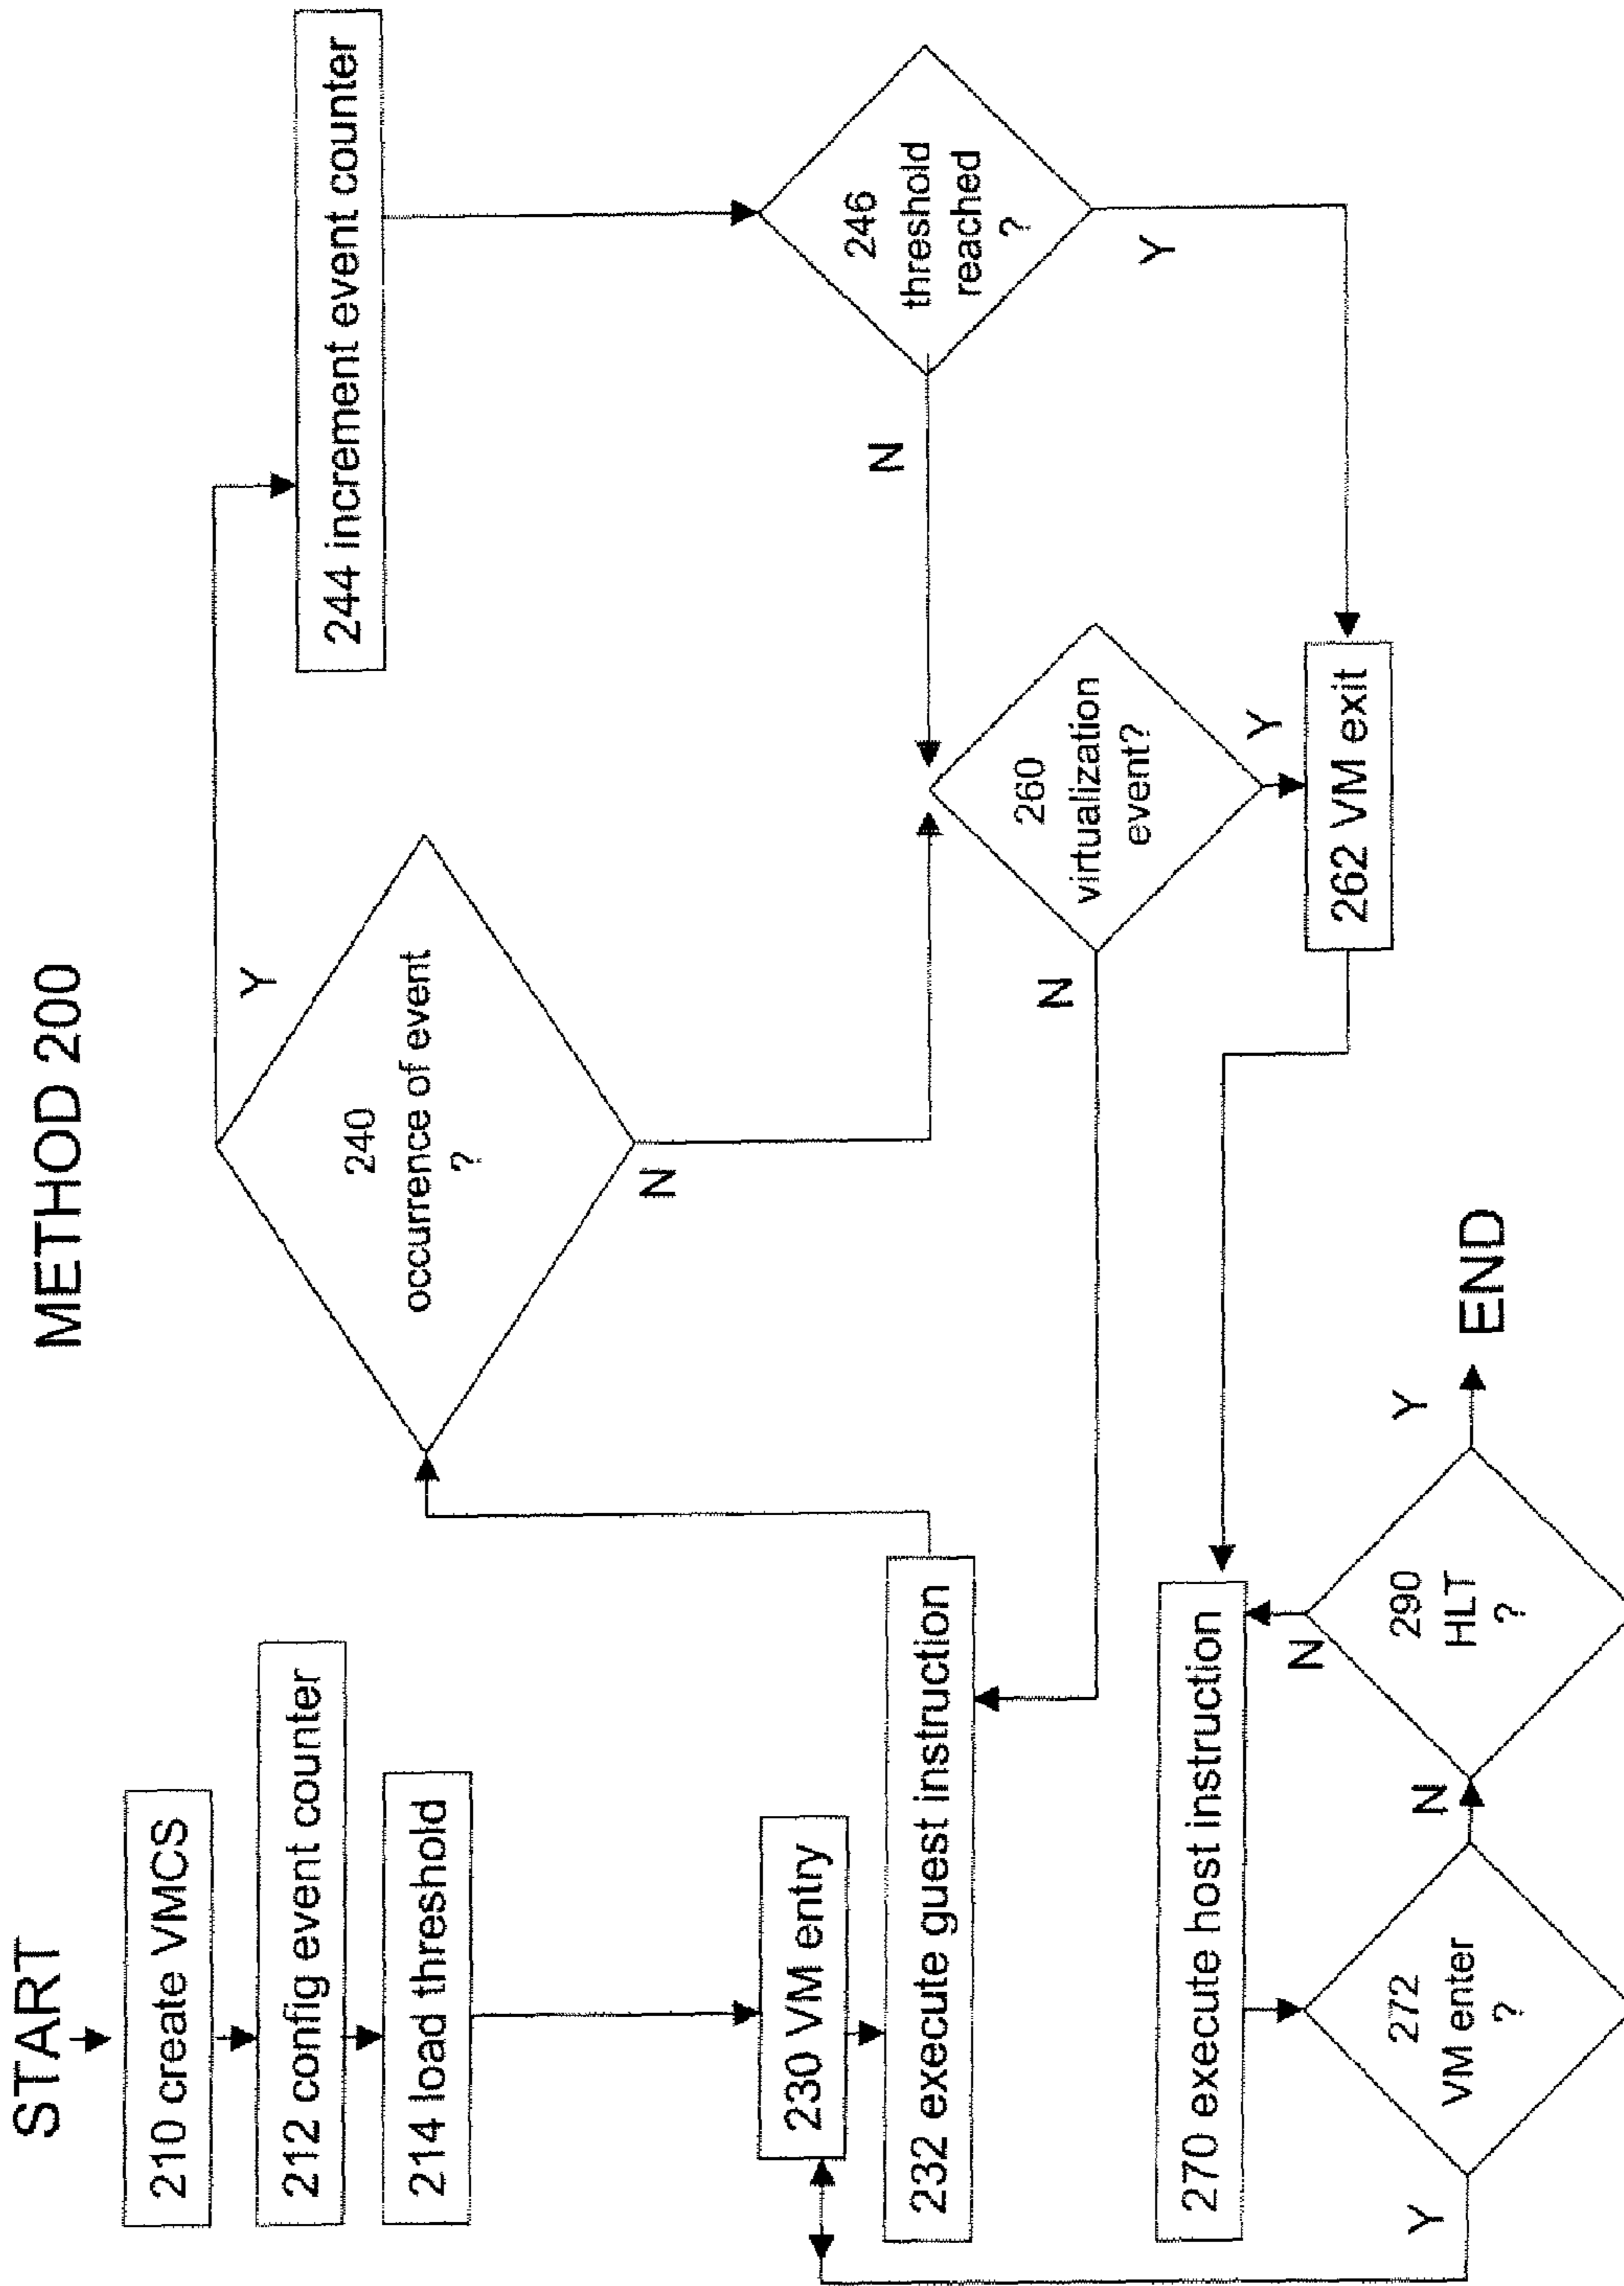 METHOD 200
START
210 create VMCS
212 config event counter
214 load threshold
230 VM entry
232 execute guest instruction
240
occurrence of event
?
Y
N
244 increment event counter
246
threshold
reached
?
N
Y
260
virtualization
event?
N
Y
262 VM exit
270 execute host instruction
272
VM enter
?
Y
N
290
HLT
?
N
Y
END